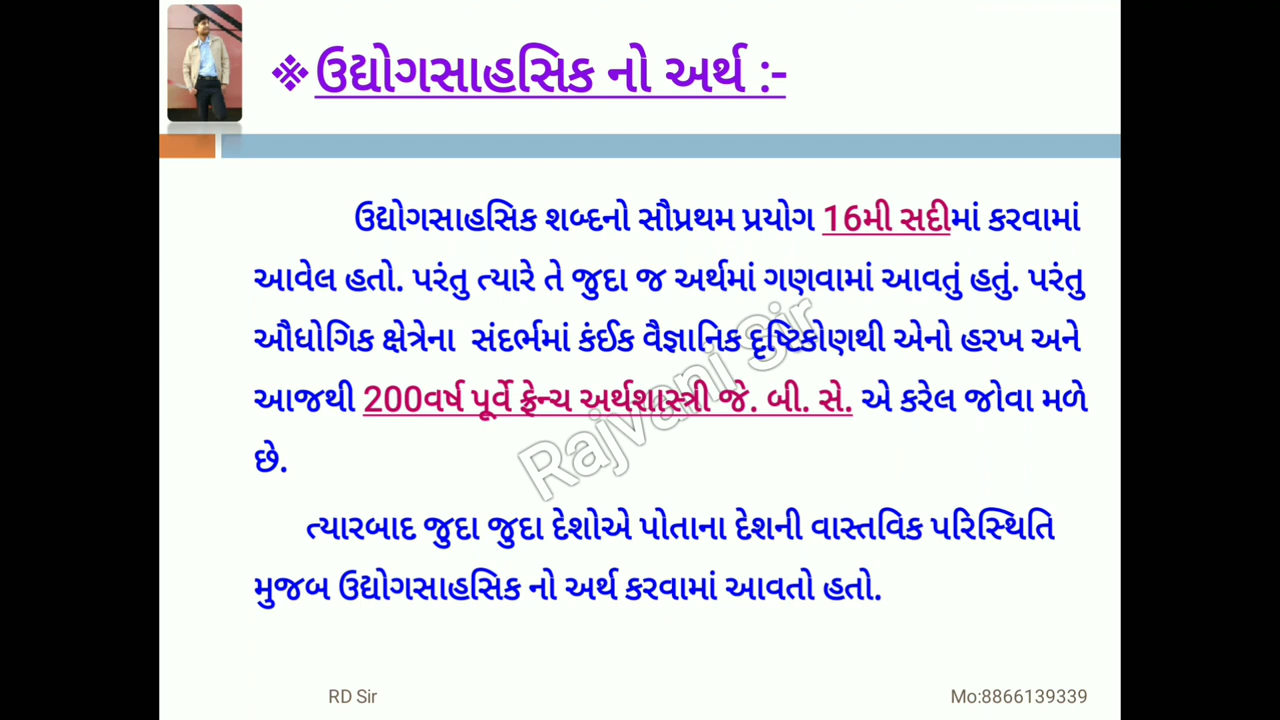 ❖ઉદ્યોગસાહસિક નો અર્થ :-
ઉદ્યોગસાહસિક શબ્દનો સૌપ્રથમ પ્રયોગ 16મી સદીમાં કરવામાં
આવેલ હતો. પરંતુ ત્યારે તે જુદા જ અર્થમાં ગણવામાં આવતું હતું. પરંતુ
ઔધોગિક ક્ષેત્રેના સંદર્ભમાં કંઈક વૈજ્ઞાનિક દૃષ્ટિકોણથી એનો હરખ અને
આજથી 200વર્ષ પૂર્વે ફ્રેન્ચ અર્થશાસ્ત્રી જે. બી. સે. એ કરેલ જોવા મળે
છે.
Rajvani Sir
ત્યારબાદ જુદા જુદા દેશોએ પોતાના દેશની વાસ્તવિક પરિસ્થિતિ
મુજબ ઉદ્યોગસાહસિક નો અર્થ કરવામાં આવતો હતો.
RD Sir
Mo:8866139339